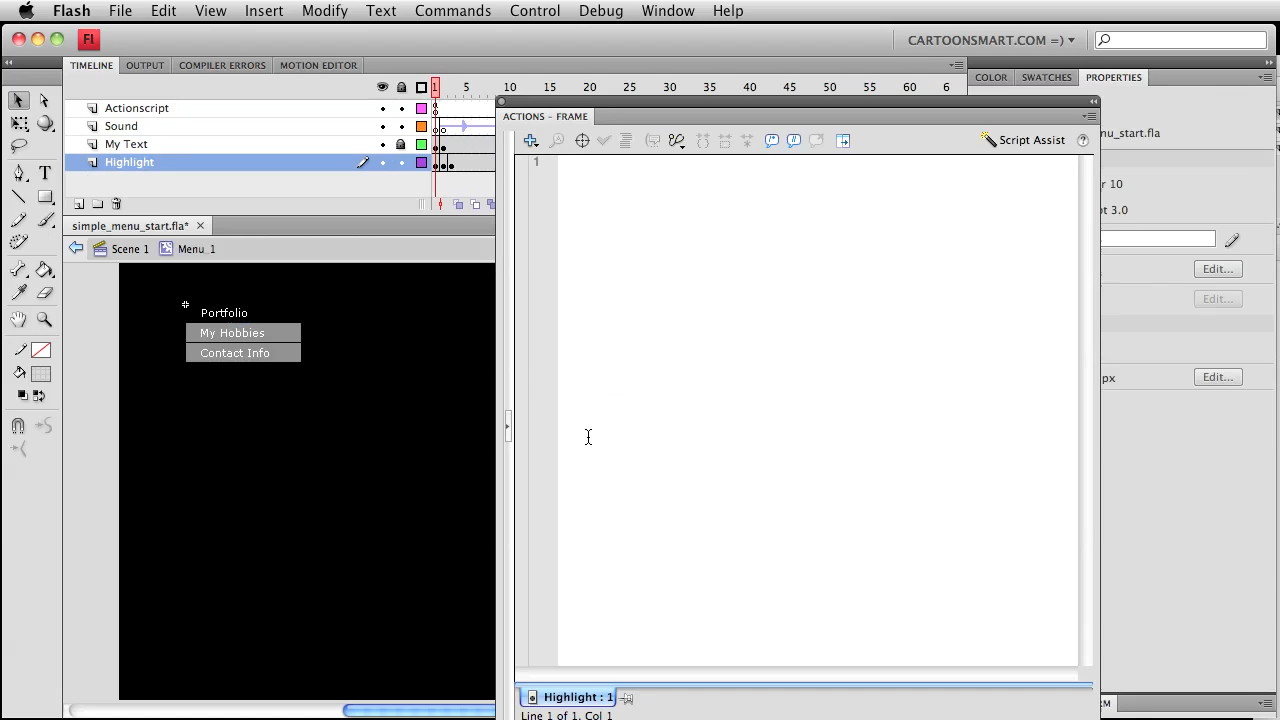 Flash File Edit View Insert Modify Text Commands Control Debug Window Help
Fl CARTOONSMART.COM =)
TIMELINE OUTPUT COMPILER ERRORS MOTION EDITOR
COLOR SWATCHES PROPERTIES
1 5 10 15 20 25 30 35 40 45 50 55 60 6
Actionscript
Sound
My Text
Highlight
ACTIONS - FRAME
Script Assist
1
nu_start.fla
r 10
t 3.0
Edit...
Edit...
px Edit...
simple_menu_start.fla*
Scene 1 Menu_1
Portfolio
My Hobbies
Contact Info
Highlight : 1
Line 1 of 1, Col 1
RM